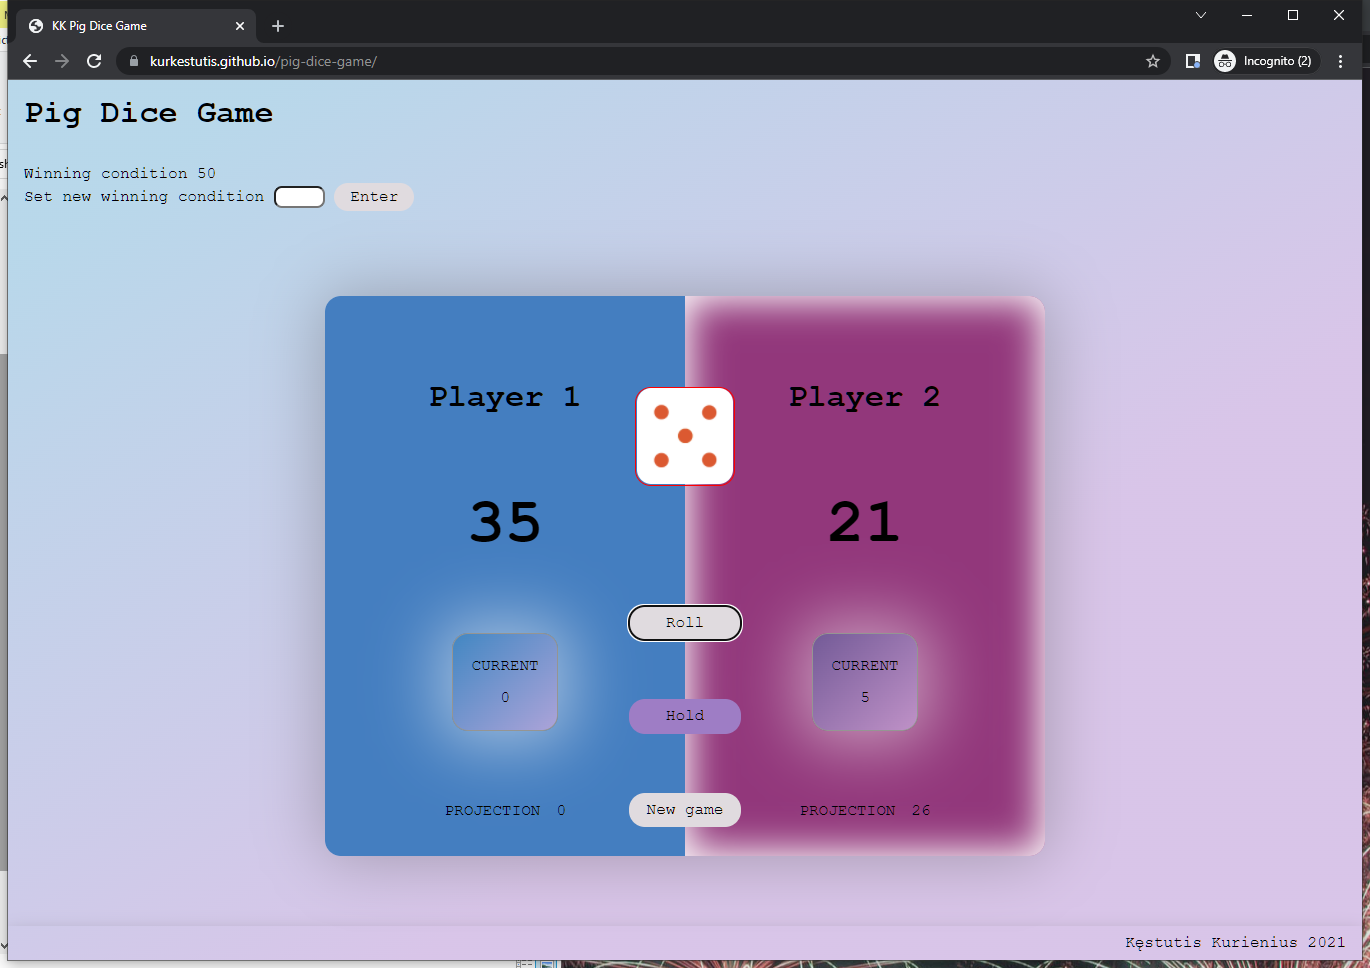 KK Pig Dice Game
kurkestutis.github.io/pig-dice-game/
Incognito (2)
Pig Dice Game
Winning condition 50
Set new winning condition Enter
Player 1
Player 2
35
21
Roll
CURRENT
0
CURRENT
5
Hold
PROJECTION 0
New game
PROJECTION 26
Kęstutis Kurienius 2021